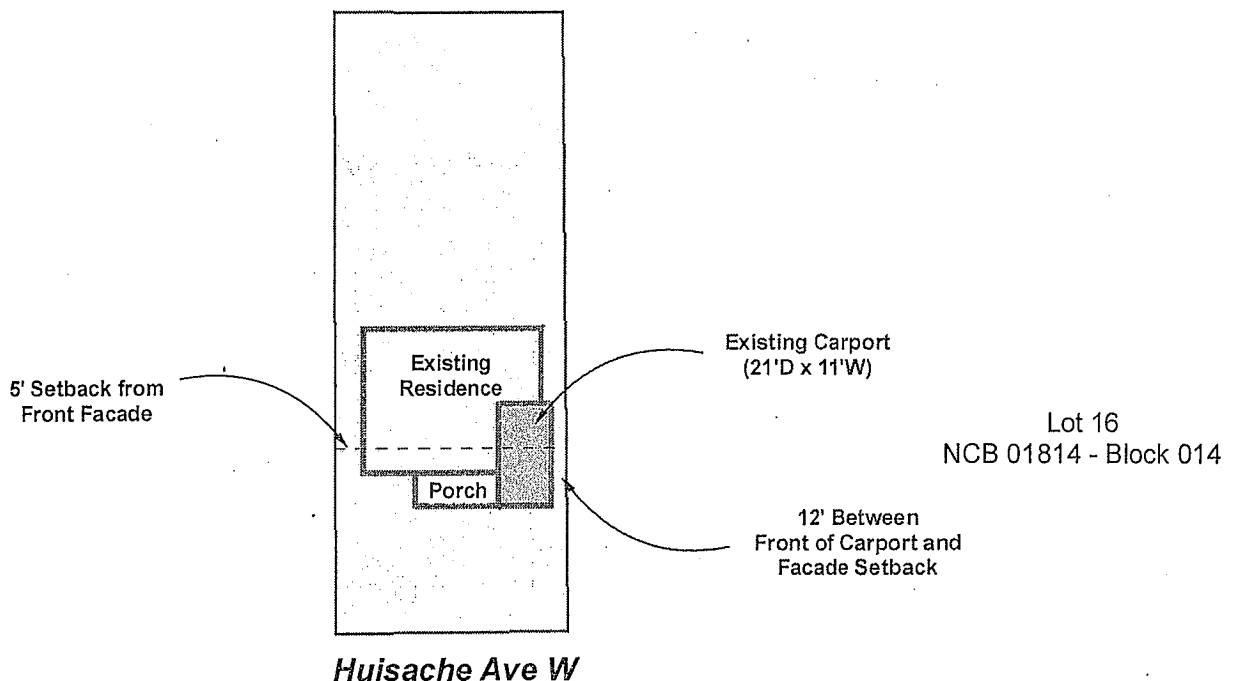 Existing
Residence
Existing Carport
(21'D x 11'W)
5' Setback from
Front Facade
Lot 16
NCB 01814 - Block 014
Porch
12' Between
Front of Carport and
Facade Setback
Huisache Ave W